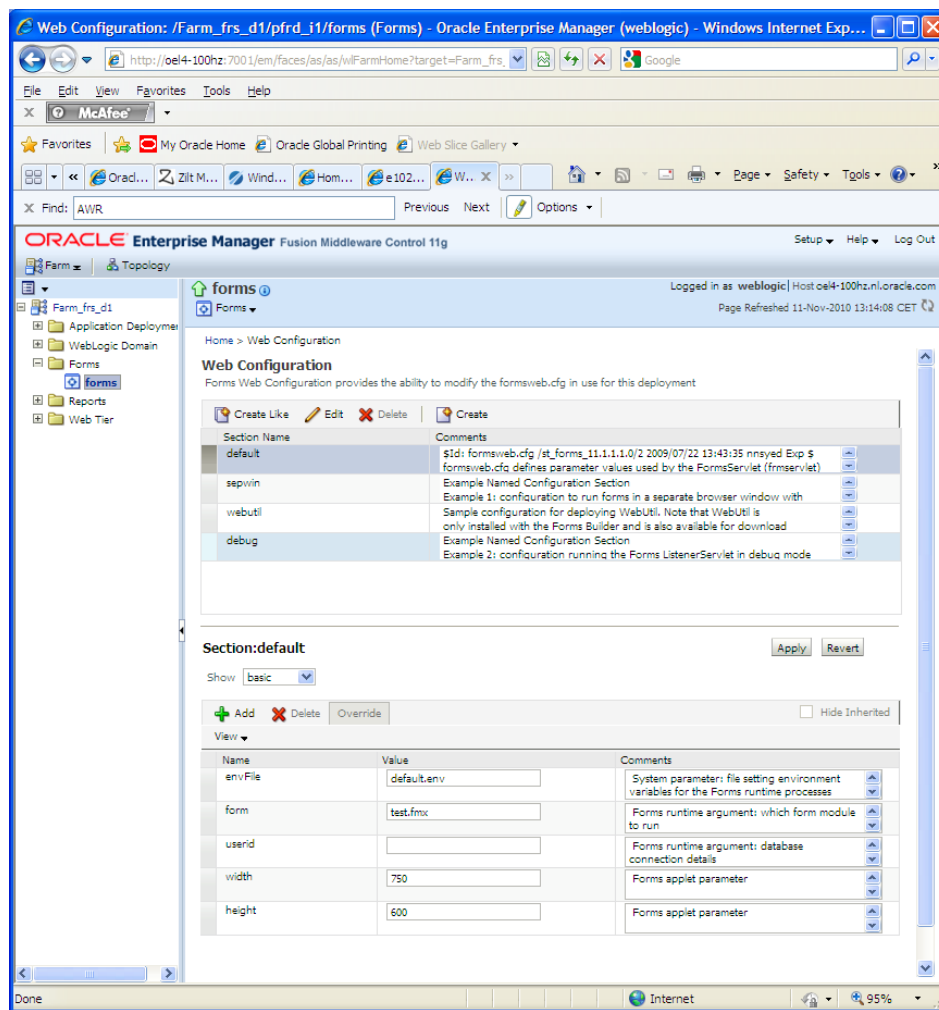 Web Configuration: /Farm_frs_d1/pfrd_i1/forms (Forms) - Oracle Enterprise Manager (weblogic) - Windows Internet Exp...
http://oel4-100hz:7001/em/faces/as/as/wlFarmHome?target=Farm_frs_
Google
File Edit View Favorites Tools Help
X McAfee
Favorites My Oracle Home Oracle Global Printing Web Slice Gallery
Oracl... Zilt M... Wind... Hom... e102... W.. X
Page Safety Tools
X Find: AWR Previous Next Options
ORACLE Enterprise Manager Fusion Middleware Control 11g Setup Help Log Out
Farm Topology
forms Logged in as weblogic | Host oel4-100hz.nl.oracle.com
Forms Page Refreshed 11-Nov-2010 13:14:08 CET
Farm_frs_d1
Application Deploymer
WebLogic Domain
Forms
forms
Reports
Web Tier
Home > Web Configuration
Web Configuration
Forms Web Configuration provides the ability to modify the formsweb.cfg in use for this deployment
Create Like Edit Delete Create
Section Name Comments
default $Id: formsweb.cfg /st_forms_11.1.1.1.0/2 2009/07/22 13:43:35 nnsyed Exp $
formsweb.cfg defines parameter values used by the FormsServlet (frmservlet)
sepwin Example Named Configuration Section
Example 1: configuration to run forms in a separate browser window with
webutil Sample configuration for deploying WebUtil. Note that WebUtil is
only installed with the Forms Builder and is also available for download
debug Example Named Configuration Section
Example 2: configuration running the Forms ListenerServlet in debug mode
Section:default Apply Revert
Show basic
Add Delete Override Hide Inherited
View
Name Value Comments
envFile default.env System parameter: file setting environment
variables for the Forms runtime processes
form test.fmx Forms runtime argument: which form module
to run
userid Forms runtime argument: database
connection details
width 750 Forms applet parameter
height 600 Forms applet parameter
Done Internet 95%